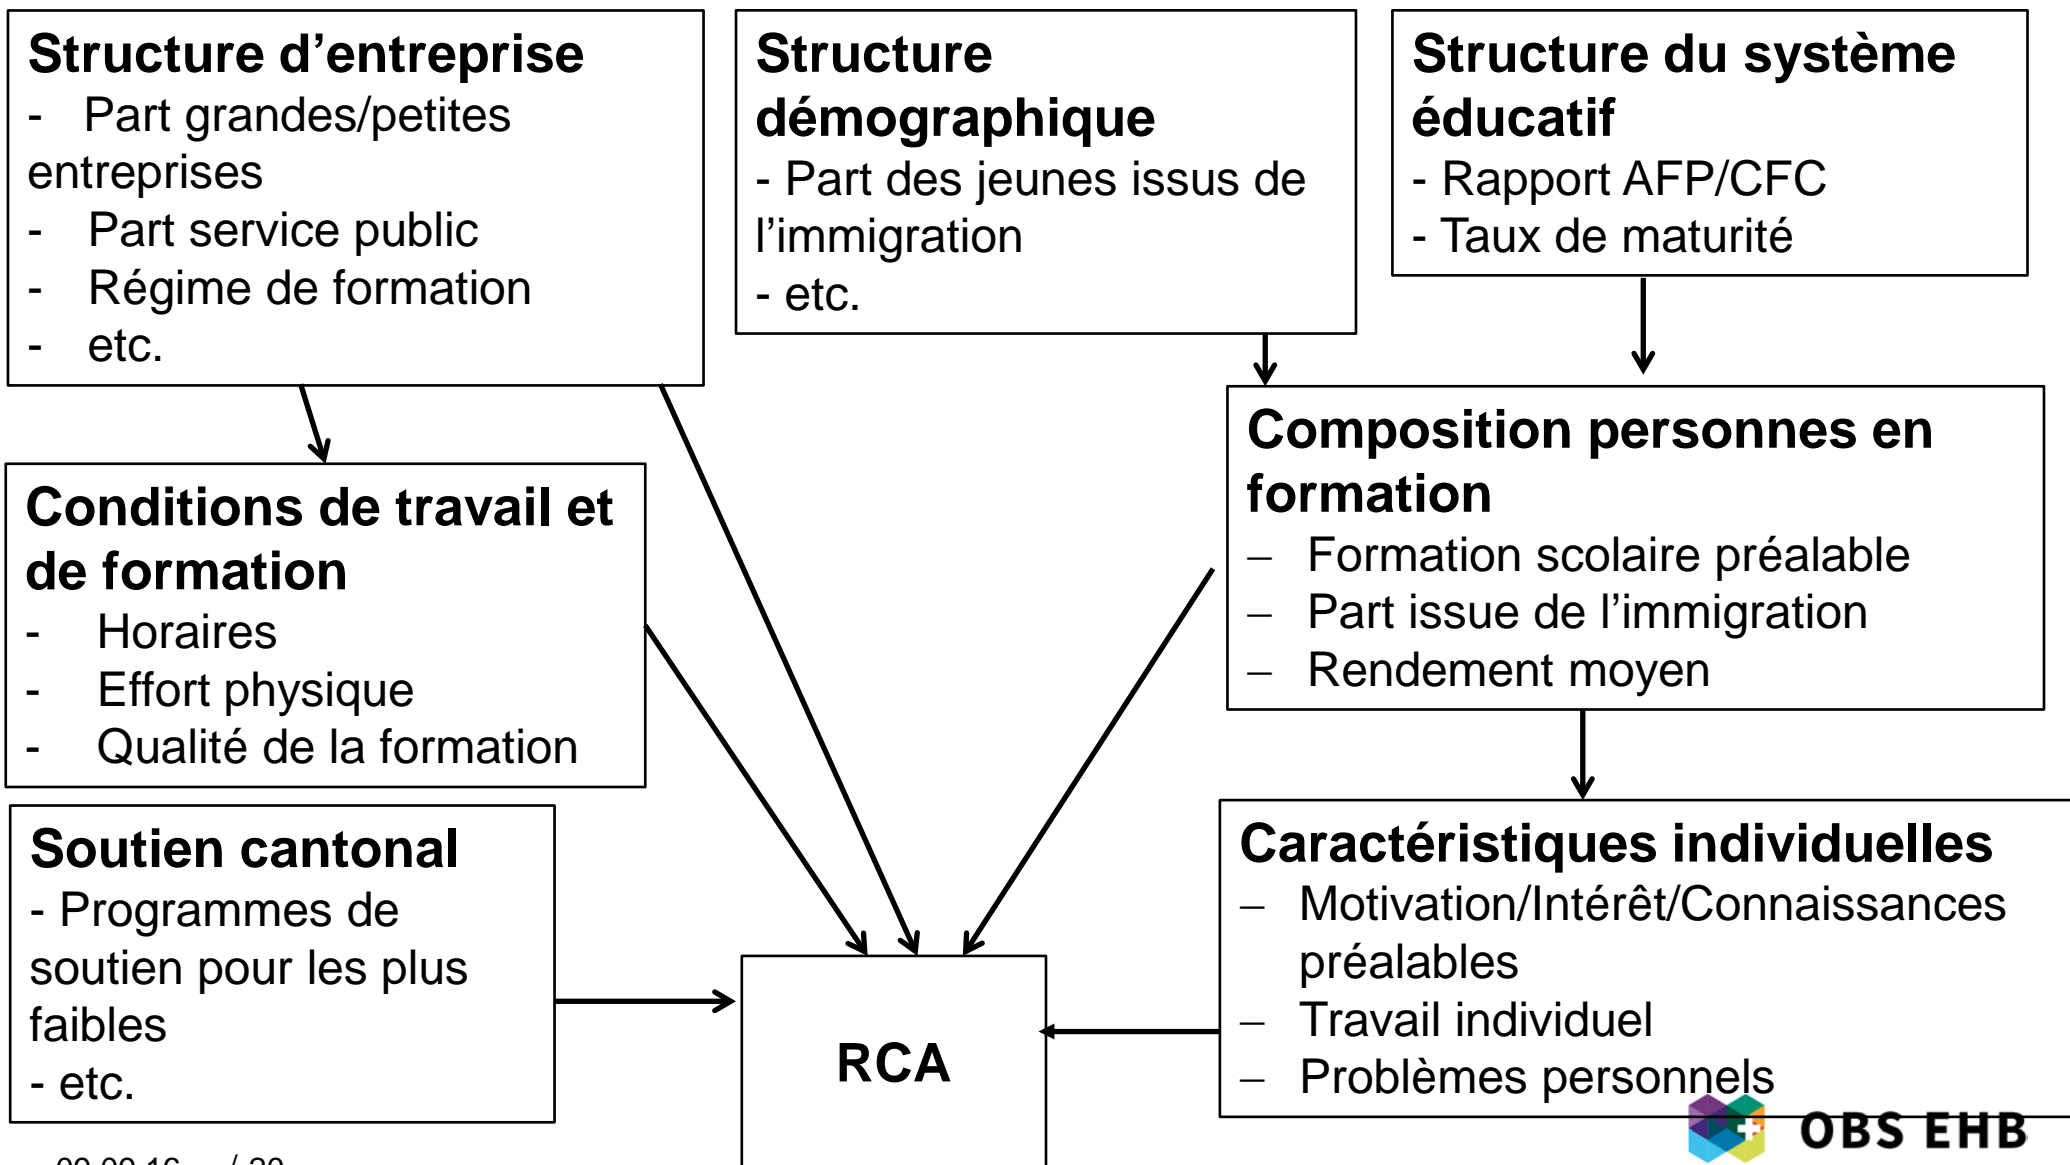 Structure d’entreprise
- Part grandes/petites
entreprises
- Part service public
- Régime de formation
- etc.
Structure
démographique
- Part des jeunes issus de
l’immigration
- etc.
Structure du système
éducatif
- Rapport AFP/CFC
- Taux de maturité
Conditions de travail et
de formation
- Horaires
- Effort physique
- Qualité de la formation
Composition personnes en
formation
– Formation scolaire préalable
– Part issue de l’immigration
– Rendement moyen
Soutien cantonal
- Programmes de
soutien pour les plus
faibles
- etc.
RCA
Caractéristiques individuelles
– Motivation/Intérêt/Connaissances
préalables
– Travail individuel
– Problèmes personnels
OBS EHB